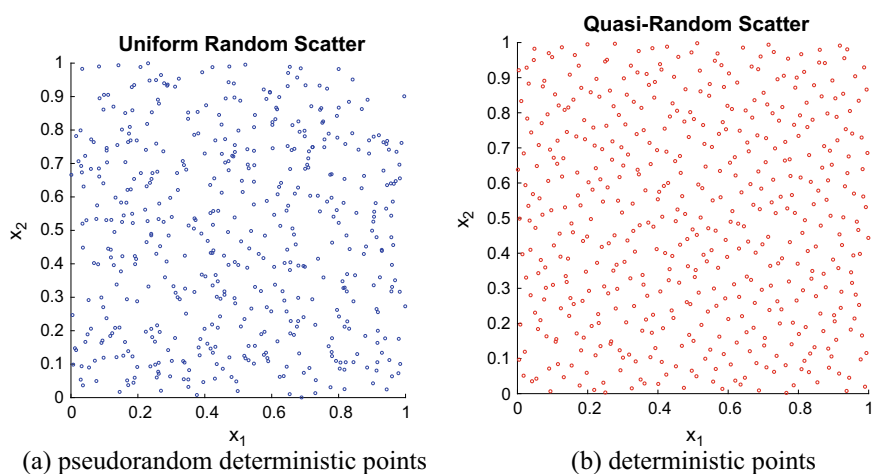 Uniform Random Scatter
1
0.9
0.8
0.7
0.6
0.5
0.4
0.3
0.2
0.1
0
x2
0 0.2 0.4 0.6 0.8 1
x1
(a) pseudorandom deterministic points
Quasi-Random Scatter
1
0.9
0.8
0.7
0.6
0.5
0.4
0.3
0.2
0.1
0
x2
0 0.2 0.4 0.6 0.8 1
x1
(b) deterministic points